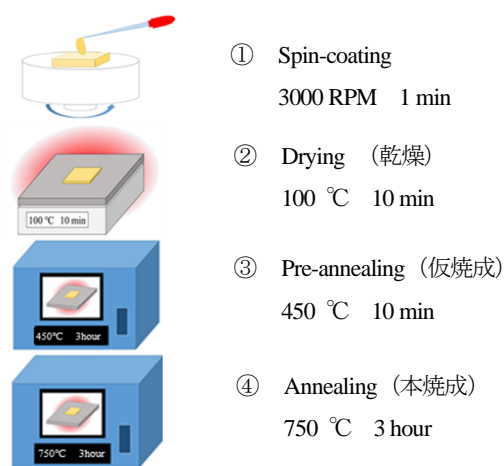 ① Spin-coating
3000 RPM 1 min
② Drying （乾燥）
100 ℃ 10 min
100 ℃ 10 min
③ Pre-annealing（仮焼成）
450 ℃ 10 min
450℃ 3hour
④ Annealing（本焼成）
750 ℃ 3 hour
750℃ 3hour